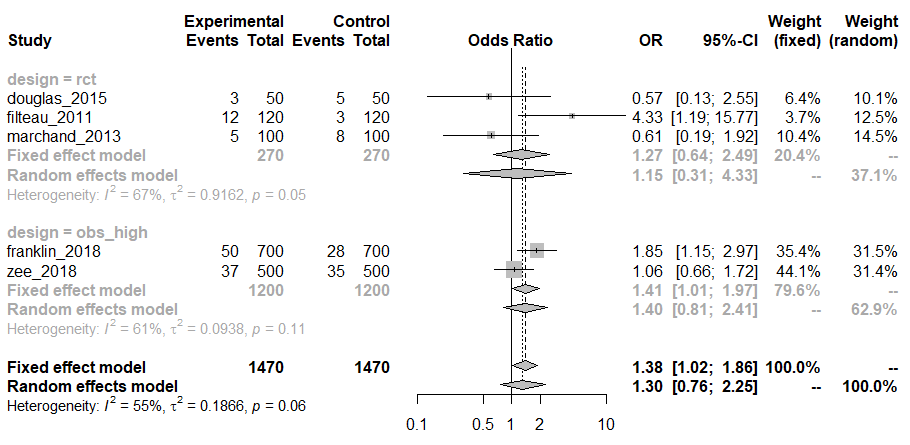 Experimental Control Weight Weight
Study Events Total Events Total Odds Ratio OR 95%-CI (fixed) (random)
design = rct
douglas_2015 3 50 5 50 0.57 [0.13; 2.55] 6.4% 10.1%
filteau_2011 12 120 3 120 4.33 [1.19; 15.77] 3.7% 12.5%
marchand_2013 5 100 8 100 0.61 [0.19; 1.92] 10.4% 14.5%
Fixed effect model 270 270 1.27 [0.64; 2.49] 20.4% --
Random effects model 1.15 [0.31; 4.33] -- 37.1%
Heterogeneity: I² = 67%, τ² = 0.9162, p = 0.05
design = obs_high
franklin_2018 50 700 28 700 1.85 [1.15; 2.97] 35.4% 31.5%
zee_2018 37 500 35 500 1.06 [0.66; 1.72] 44.1% 31.4%
Fixed effect model 1200 1200 1.41 [1.01; 1.97] 79.6% --
Random effects model 1.40 [0.81; 2.41] -- 62.9%
Heterogeneity: I² = 61%, τ² = 0.0938, p = 0.11
Fixed effect model 1470 1470 1.38 [1.02; 1.86] 100.0% --
Random effects model 1.30 [0.76; 2.25] -- 100.0%
Heterogeneity: I² = 55%, τ² = 0.1866, p = 0.06
0.1 0.5 1 2 10